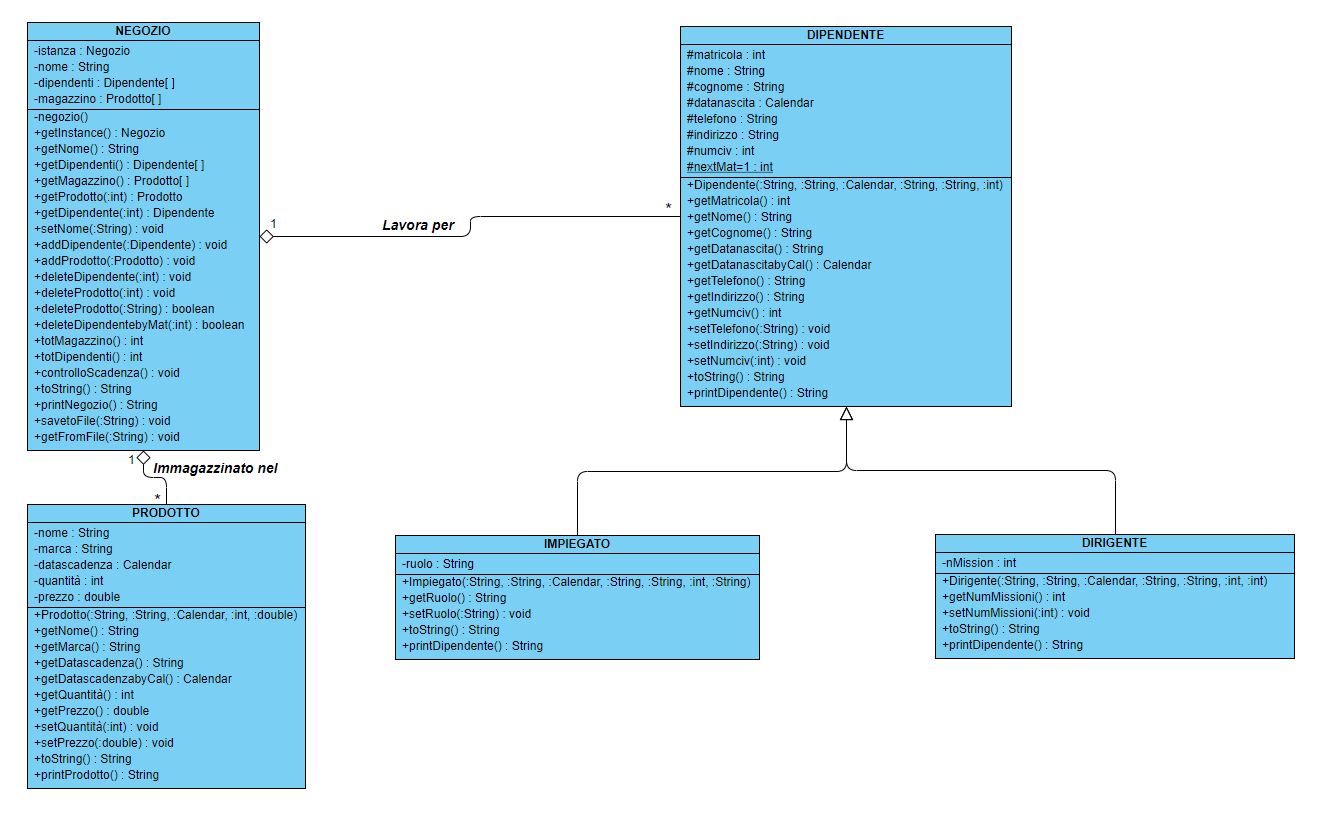 NEGOZIO
-istanza : Negozio
-nome : String
-dipendenti : Dipendente[ ]
-magazzino : Prodotto[ ]
-negozio()
+getInstance() : Negozio
+getNome() : String
+getDipendenti() : Dipendente[ ]
+getMagazzino() : Prodotto[ ]
+getProdotto(:int) : Prodotto
+getDipendente(:int) : Dipendente
+setNome(:String) : void
+addDipendente(:Dipendente) : void
+addProdotto(:Prodotto) : void
+deleteDipendente(:int) : void
+deleteProdotto(:int) : void
+deleteProdotto(:String) : boolean
+deleteDipendentebyMat(:int) : boolean
+totMagazzino() : int
+totDipendenti() : int
+controlloScadenza() : void
+toString() : String
+printNegozio() : String
+savetoFile(:String) : void
+getFromFile(:String) : void
1
Lavora per
*
DIPENDENTE
#matricola : int
#nome : String
#cognome : String
#datanascita : Calendar
#telefono : String
#indirizzo : String
#numciv : int
#nextMat=1 : int
+Dipendente(:String, :String, :Calendar, :String, :String, :int)
+getMatricola() : int
+getNome() : String
+getCognome() : String
+getDatanascita() : String
+getDatanascitabyCal() : Calendar
+getTelefono() : String
+getIndirizzo() : String
+getNumciv() : int
+setTelefono(:String) : void
+setIndirizzo(:String) : void
+setNumciv(:int) : void
+toString() : String
+printDipendente() : String
1
Immagazzinato nel
*
PRODOTTO
-nome : String
-marca : String
-datascadenza : Calendar
-quantità : int
-prezzo : double
+Prodotto(:String, :String, :Calendar, :int, :double)
+getNome() : String
+getMarca() : String
+getDatascadenza() : String
+getDatascadenzabyCal() : Calendar
+getQuantità() : int
+getPrezzo() : double
+setQuantità(:int) : void
+setPrezzo(:double) : void
+toString() : String
+printProdotto() : String
IMPIEGATO
-ruolo : String
+Impiegato(:String, :String, :Calendar, :String, :String, :int, :String)
+getRuolo() : String
+setRuolo(:String) : void
+toString() : String
+printDipendente() : String
DIRIGENTE
-nMission : int
+Dirigente(:String, :String, :Calendar, :String, :String, :int, :int)
+getNumMissioni() : int
+setNumMissioni(:int) : void
+toString() : String
+printDipendente() : String